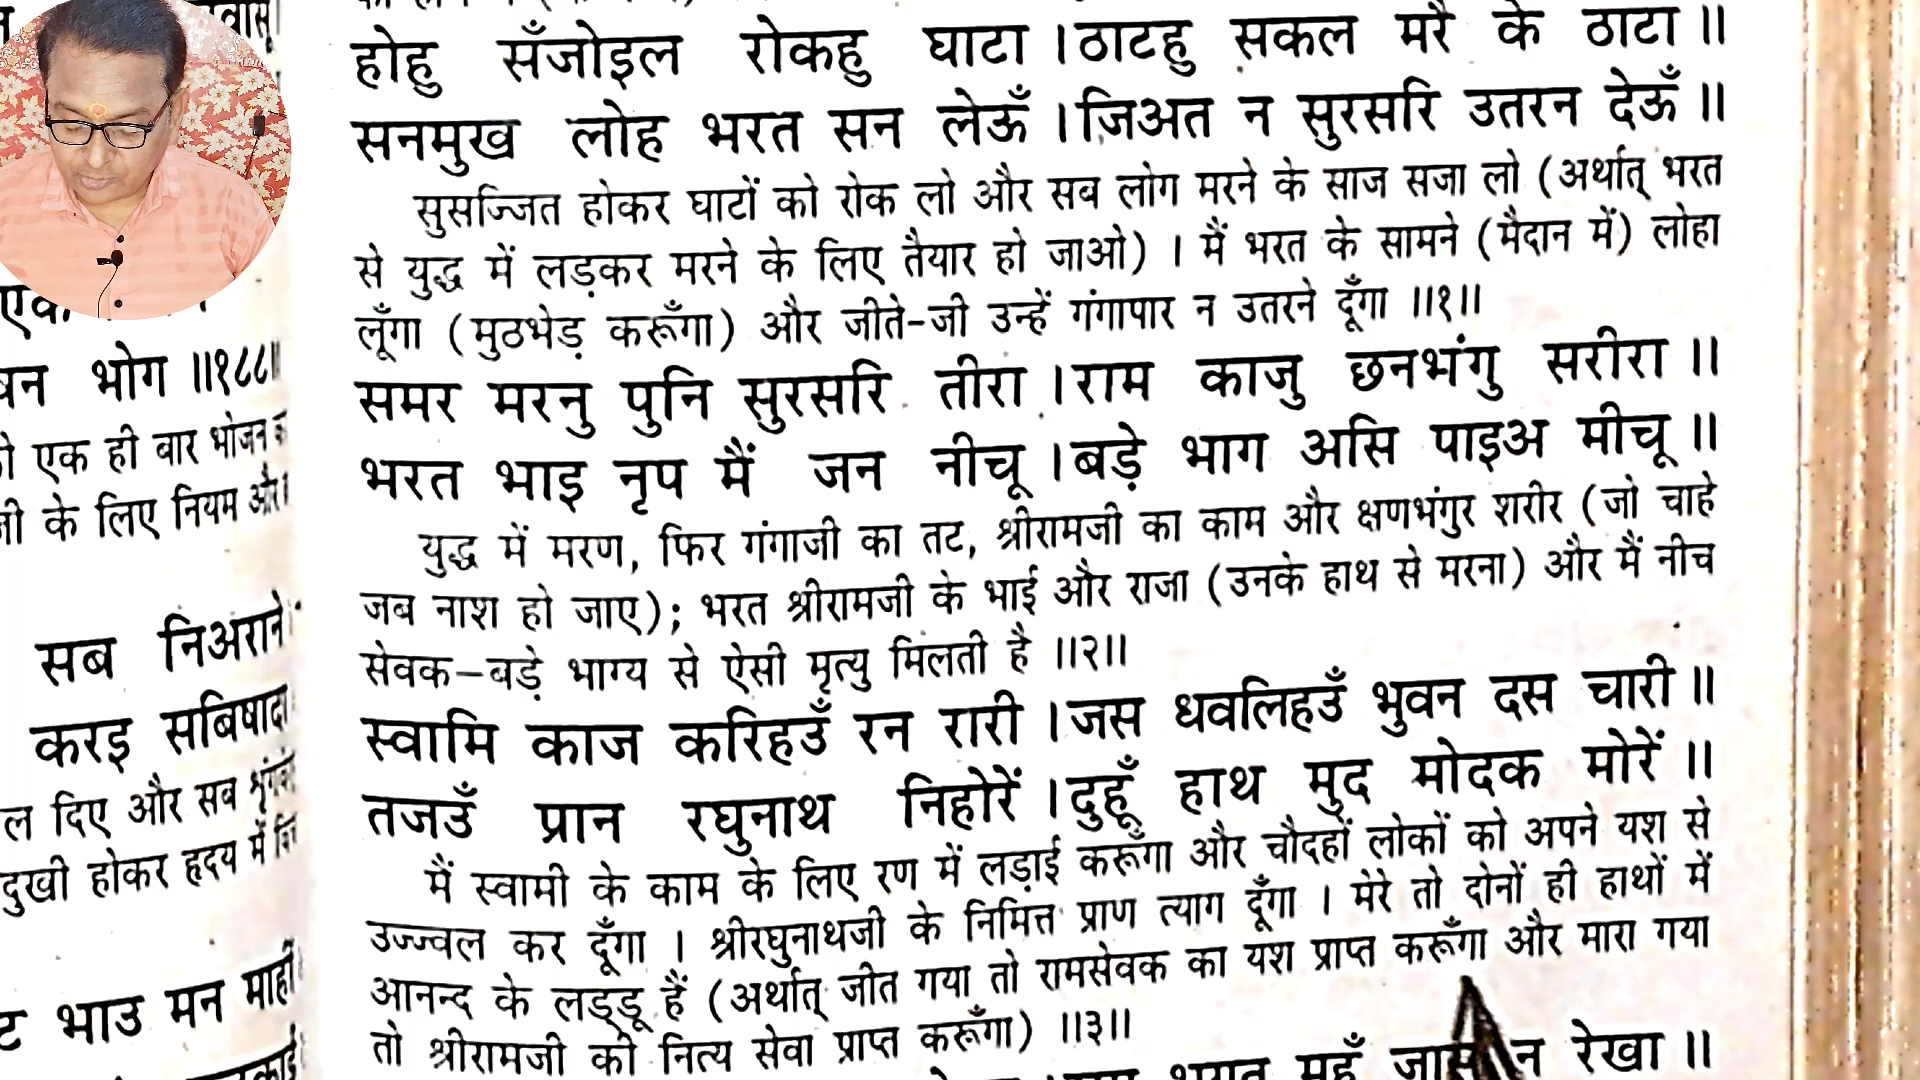 वन भोग ॥१८८॥
एक ही बार भोजन
जी के लिए नियम और
सब निअराने
करइ सबिषादा
ल दिए और सब
दुखी होकर हृदय में
भाउ मन माहीं
होहु सँजोइल रोकहु घाटा । ठाटहु सकल मरै के ठाटा ॥
सनमुख लोह भरत सन लेऊँ । जिअत न सुरसरि उतरन देऊँ ॥
सुसज्जित होकर घाटों को रोक लो और सब लोग मरने के साज सजा लो (अर्थात् भरत
से युद्ध में लड़कर मरने के लिए तैयार हो जाओ) । मैं भरत के सामने (मैदान में) लोहा
लूँगा (मुठभेड़ करूँगा) और जीते-जी उन्हें गंगापार न उतरने दूँगा ॥१॥
समर मरनु पुनि सुरसरि तीरा । राम काजु छनभंगु सरीरा ॥
भरत भाइ नृप मैं जन नीचू । बड़े भाग असि पाइअ मीचू ॥
युद्ध में मरण, फिर गंगाजी का तट, श्रीरामजी का काम और क्षणभंगुर शरीर (जो चाहे
जब नाश हो जाए); भरत श्रीरामजी के भाई और राजा (उनके हाथ से मरना) और मैं नीच
सेवक—बड़े भाग्य से ऐसी मृत्यु मिलती है ॥२॥
स्वामि काज करिहउँ रन रारी । जस धवलिहउँ भुवन दस चारी ॥
तजउँ प्रान रघुनाथ निहोरें । दुहूँ हाथ मुद मोदक मोरें ॥
मैं स्वामी के काम के लिए रण में लड़ाई करूँगा और चौदहों लोकों को अपने यश से
उज्ज्वल कर दूँगा । श्रीरघुनाथजी के निमित्त प्राण त्याग दूँगा । मेरे तो दोनों ही हाथों में
आनन्द के लड्डू हैं (अर्थात् जीत गया तो रामसेवक का यश प्राप्त करूँगा और मारा गया
तो श्रीरामजी की नित्य सेवा प्राप्त करूँगा) ॥३॥
भगत महुँ जासु न रेखा ॥